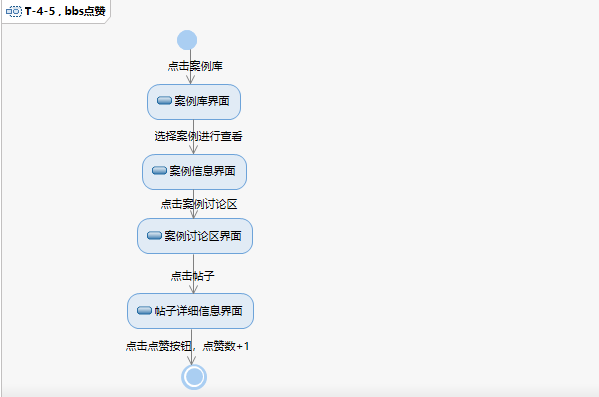 T-4-5 , bbs点赞
点击案例库
案例库界面
选择案例进行查看
案例信息界面
点击案例讨论区
案例讨论区界面
点击帖子
帖子详细信息界面
点击点赞按钮，点赞数+1